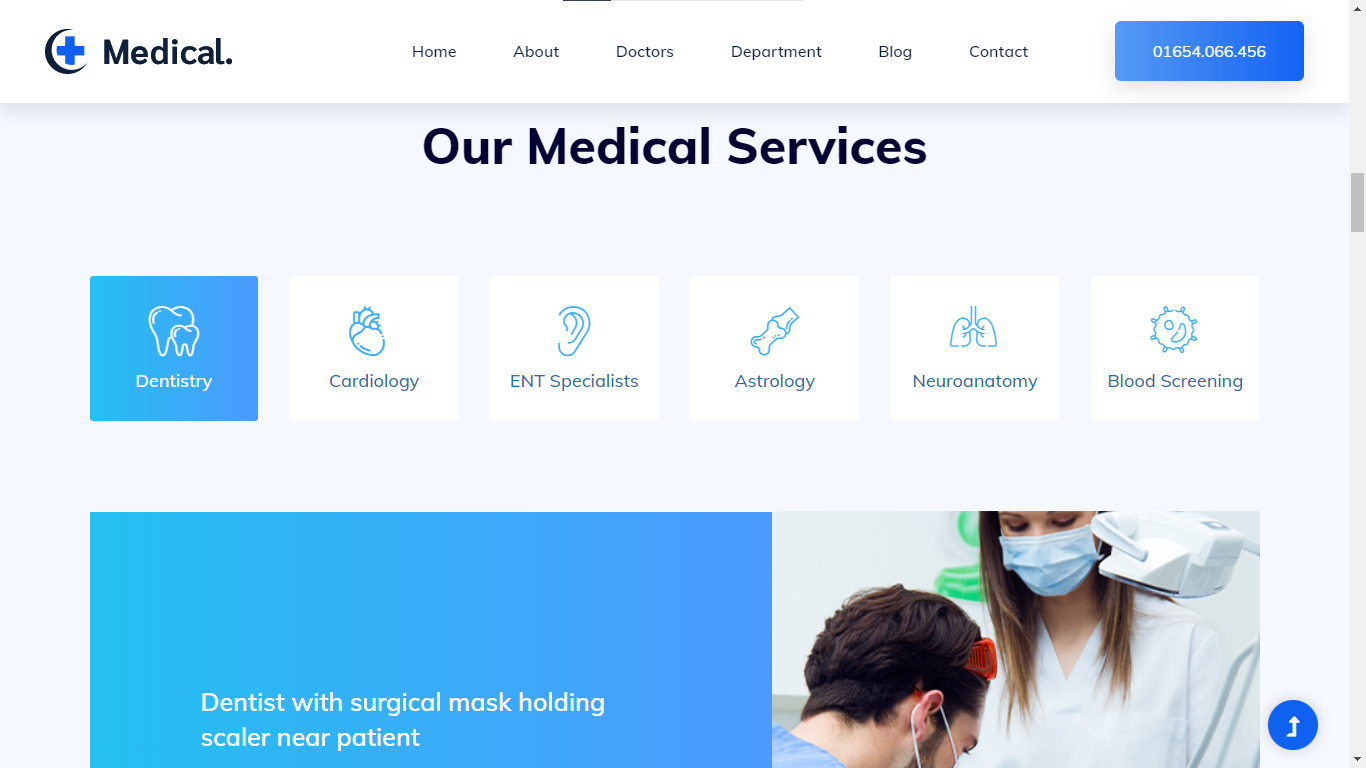 Medical.
Home About Doctors Department Blog Contact
01654.066.456
Our Medical Services
Dentistry
Cardiology
ENT Specialists
Astrology
Neuroanatomy
Blood Screening
Dentist with surgical mask holding
scaler near patient